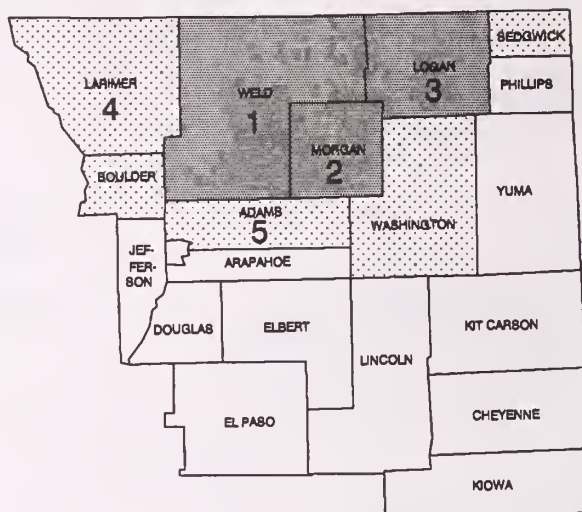 SEDGWICK
LARIMER
4
WELD
1
LOGAN
3
PHILLIPS
MORGAN
2
BOULDER
YUMA
ADAMS
5
WASHINGTON
JEF-
FER-
SON
ARAPAHOE
DOUGLAS
ELBERT
KIT CARSON
LINCOLN
EL PASO
CHEYENNE
KIOWA